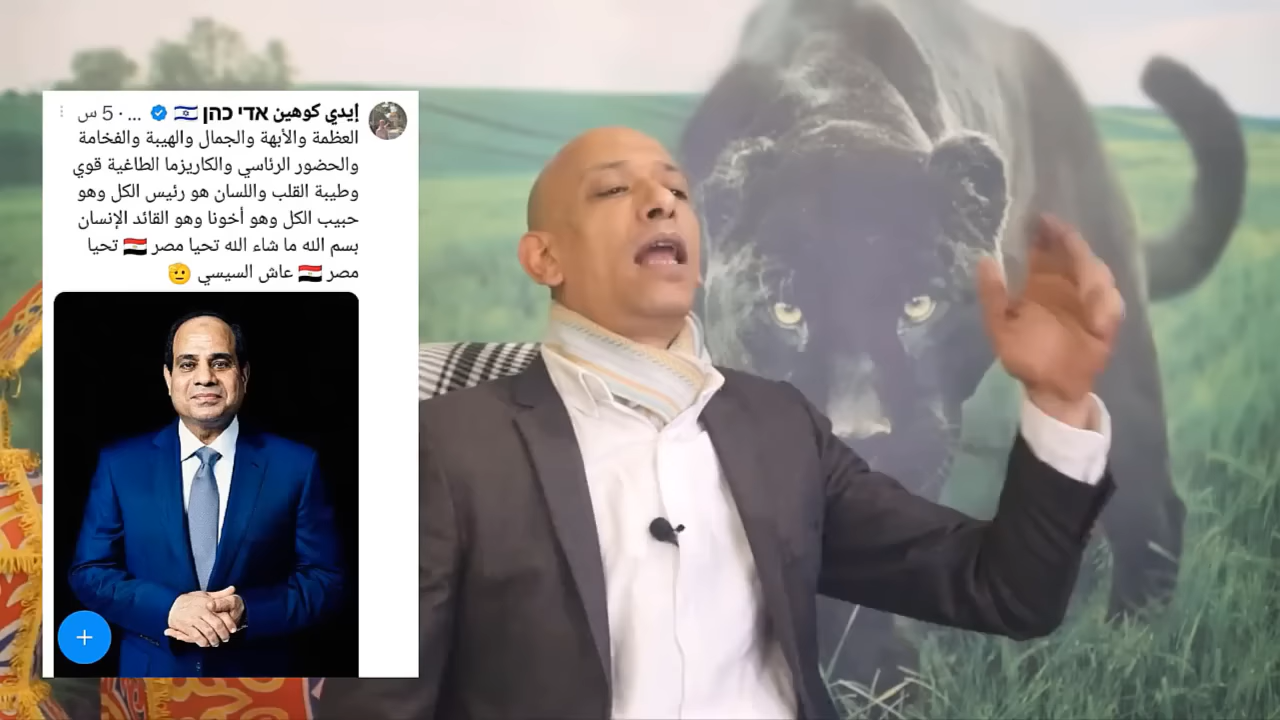 إيدي كوهين אדי כהן 🇮🇱 ...· 5 س
العظمة والأبهة والجمال والهيبة والفخامة
والحضور الرئاسي والكاريزما الطاغية قوي
وطيبة القلب واللسان هو رئيس الكل وهو
حبيب الكل وهو أخونا وهو القائد الإنسان
بسم الله ما شاء الله تحيا مصر 🇪🇬 تحيا
مصر 🇪🇬 عاش السيسي 🫡